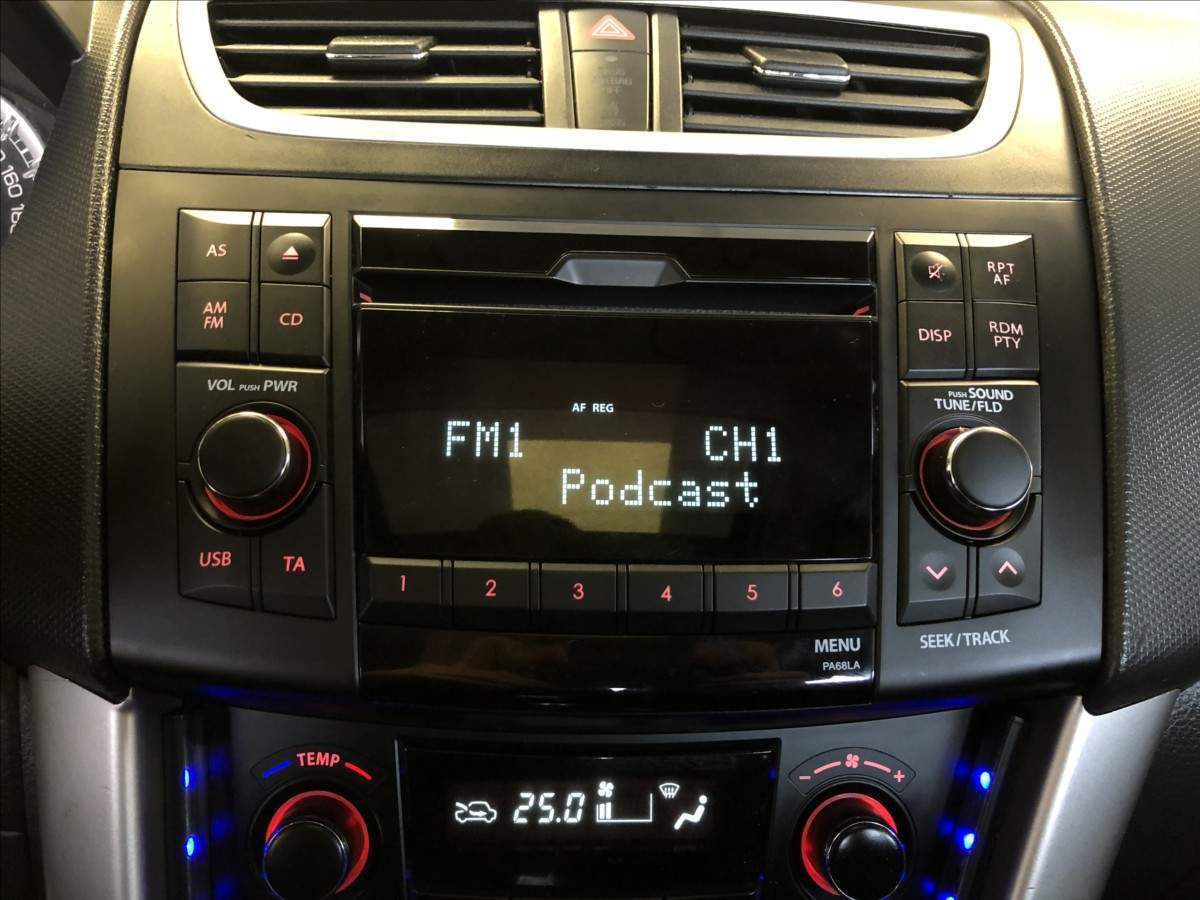 160
AS
AM
FM
CD
VOL PUSH PWR
USB
TA
AF REG
FM1 CH1
Podcast
1 2 3 4 5 6
MENU
PA68LA
RPT
AF
DISP
RDM
PTY
PUSH SOUND
TUNE/FLD
SEEK/TRACK
TEMP
25.0
- +